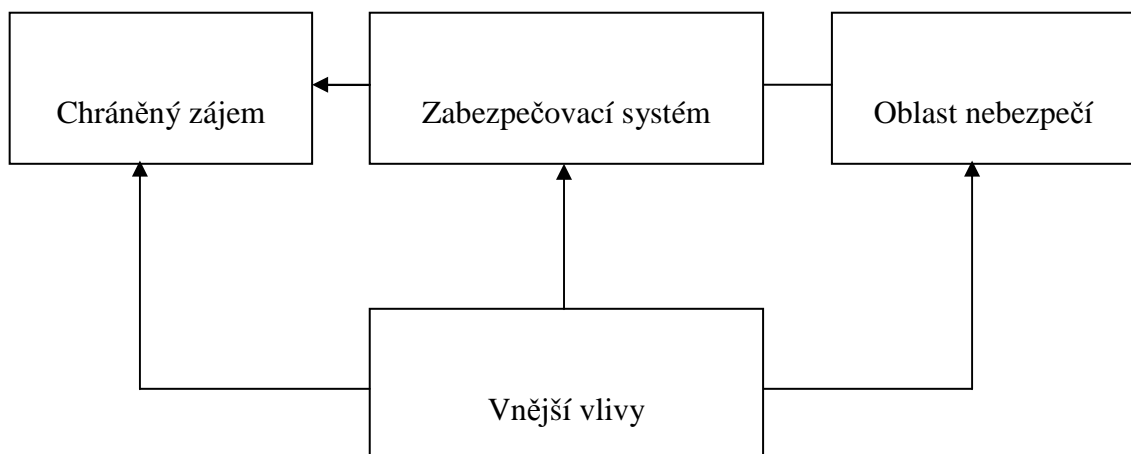 Chráněný zájem
Zabezpečovací systém
Oblast nebezpečí
Vnější vlivy